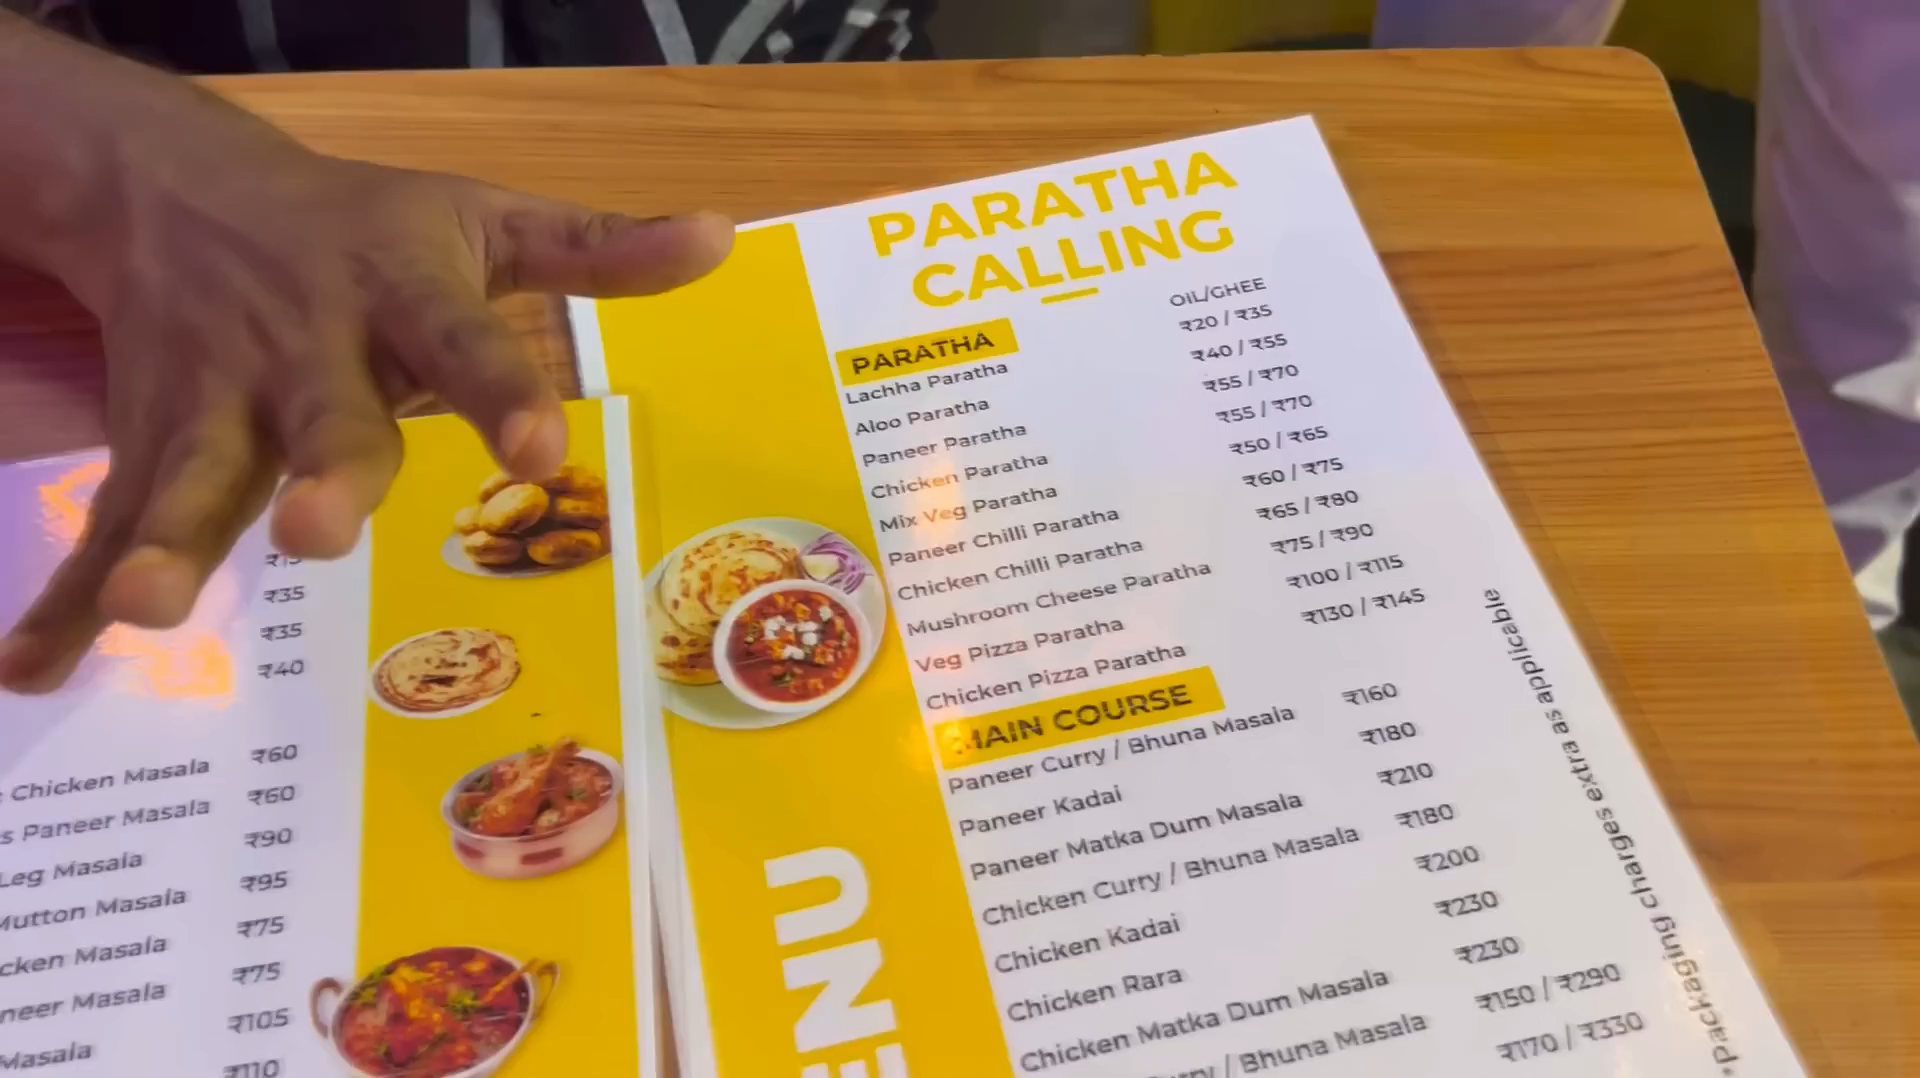 PARATHA
CALLING
OIL/GHEE
PARATHA
Lachha Paratha ₹20 / ₹35
Aloo Paratha ₹40 / ₹55
Paneer Paratha ₹55 / ₹70
Chicken Paratha ₹55 / ₹70
Mix Veg Paratha ₹50 / ₹65
Paneer Chilli Paratha ₹60 / ₹75
Chicken Chilli Paratha ₹65 / ₹80
Mushroom Cheese Paratha ₹75 / ₹90
Veg Pizza Paratha ₹100 / ₹115
Chicken Pizza Paratha ₹130 / ₹145
MAIN COURSE
Paneer Curry / Bhuna Masala ₹160
Paneer Kadai ₹180
Paneer Matka Dum Masala ₹210
Chicken Curry / Bhuna Masala ₹180
Chicken Kadai ₹200
Chicken Rara ₹230
Chicken Matka Dum Masala ₹230
/ Bhuna Masala ₹150 / ₹290
₹170 / ₹330
*Packaging charges extra as applicable
ENU
₹35
₹35
₹40
Chicken Masala ₹60
Paneer Masala ₹60
Leg Masala ₹90
Mutton Masala ₹95
Masala ₹75
Masala ₹75
Masala ₹105
₹110